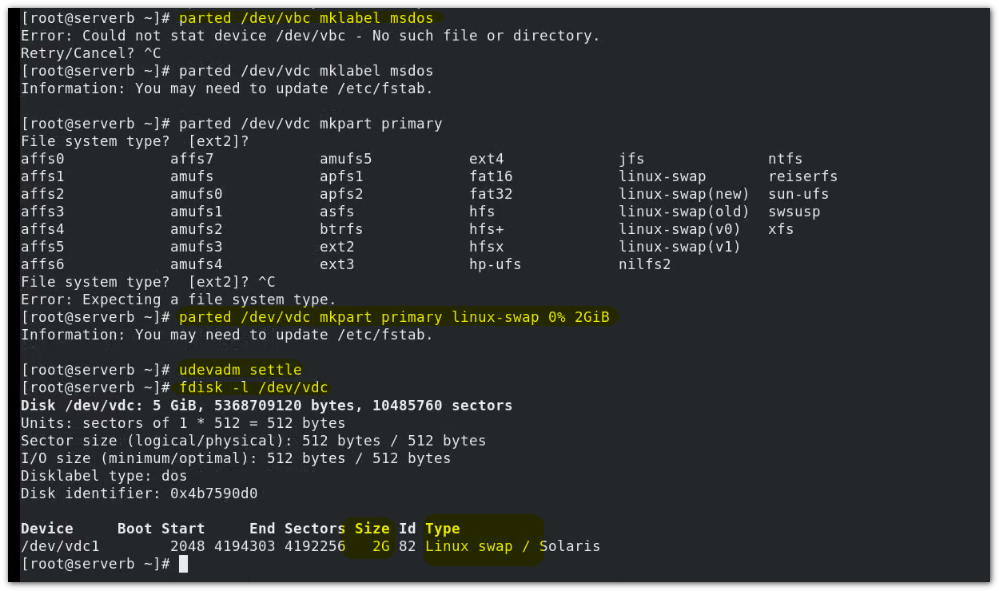 [root@serverb ~]# parted /dev/vbc mklabel msdos
Error: Could not stat device /dev/vbc - No such file or directory.
Retry/Cancel? ^C
[root@serverb ~]# parted /dev/vdc mklabel msdos
Information: You may need to update /etc/fstab.
[root@serverb ~]# parted /dev/vdc mkpart primary
File system type?  [ext2]?
affs0 affs7 amufs5 ext4 jfs ntfs
affs1 amufs apfs1 fat16 linux-swap reiserfs
affs2 amufs0 apfs2 fat32 linux-swap(new) sun-ufs
affs3 amufs1 asfs hfs linux-swap(old) swsusp
affs4 amufs2 btrfs hfs+ linux-swap(v0) xfs
affs5 amufs3 ext2 hfsx linux-swap(v1)
affs6 amufs4 ext3 hp-ufs nilfs2
File system type?  [ext2]? ^C
Error: Expecting a file system type.
[root@serverb ~]# parted /dev/vdc mkpart primary linux-swap 0% 2GiB
Information: You may need to update /etc/fstab.
[root@serverb ~]# udevadm settle
[root@serverb ~]# fdisk -l /dev/vdc
Disk /dev/vdc: 5 GiB, 5368709120 bytes, 10485760 sectors
Units: sectors of 1 * 512 = 512 bytes
Sector size (logical/physical): 512 bytes / 512 bytes
I/O size (minimum/optimal): 512 bytes / 512 bytes
Disklabel type: dos
Disk identifier: 0x4b7590d0
Device Boot Start End Sectors Size Id Type
/dev/vdc1 2048 4194303 4192256 2G 82 Linux swap / Solaris
[root@serverb ~]#